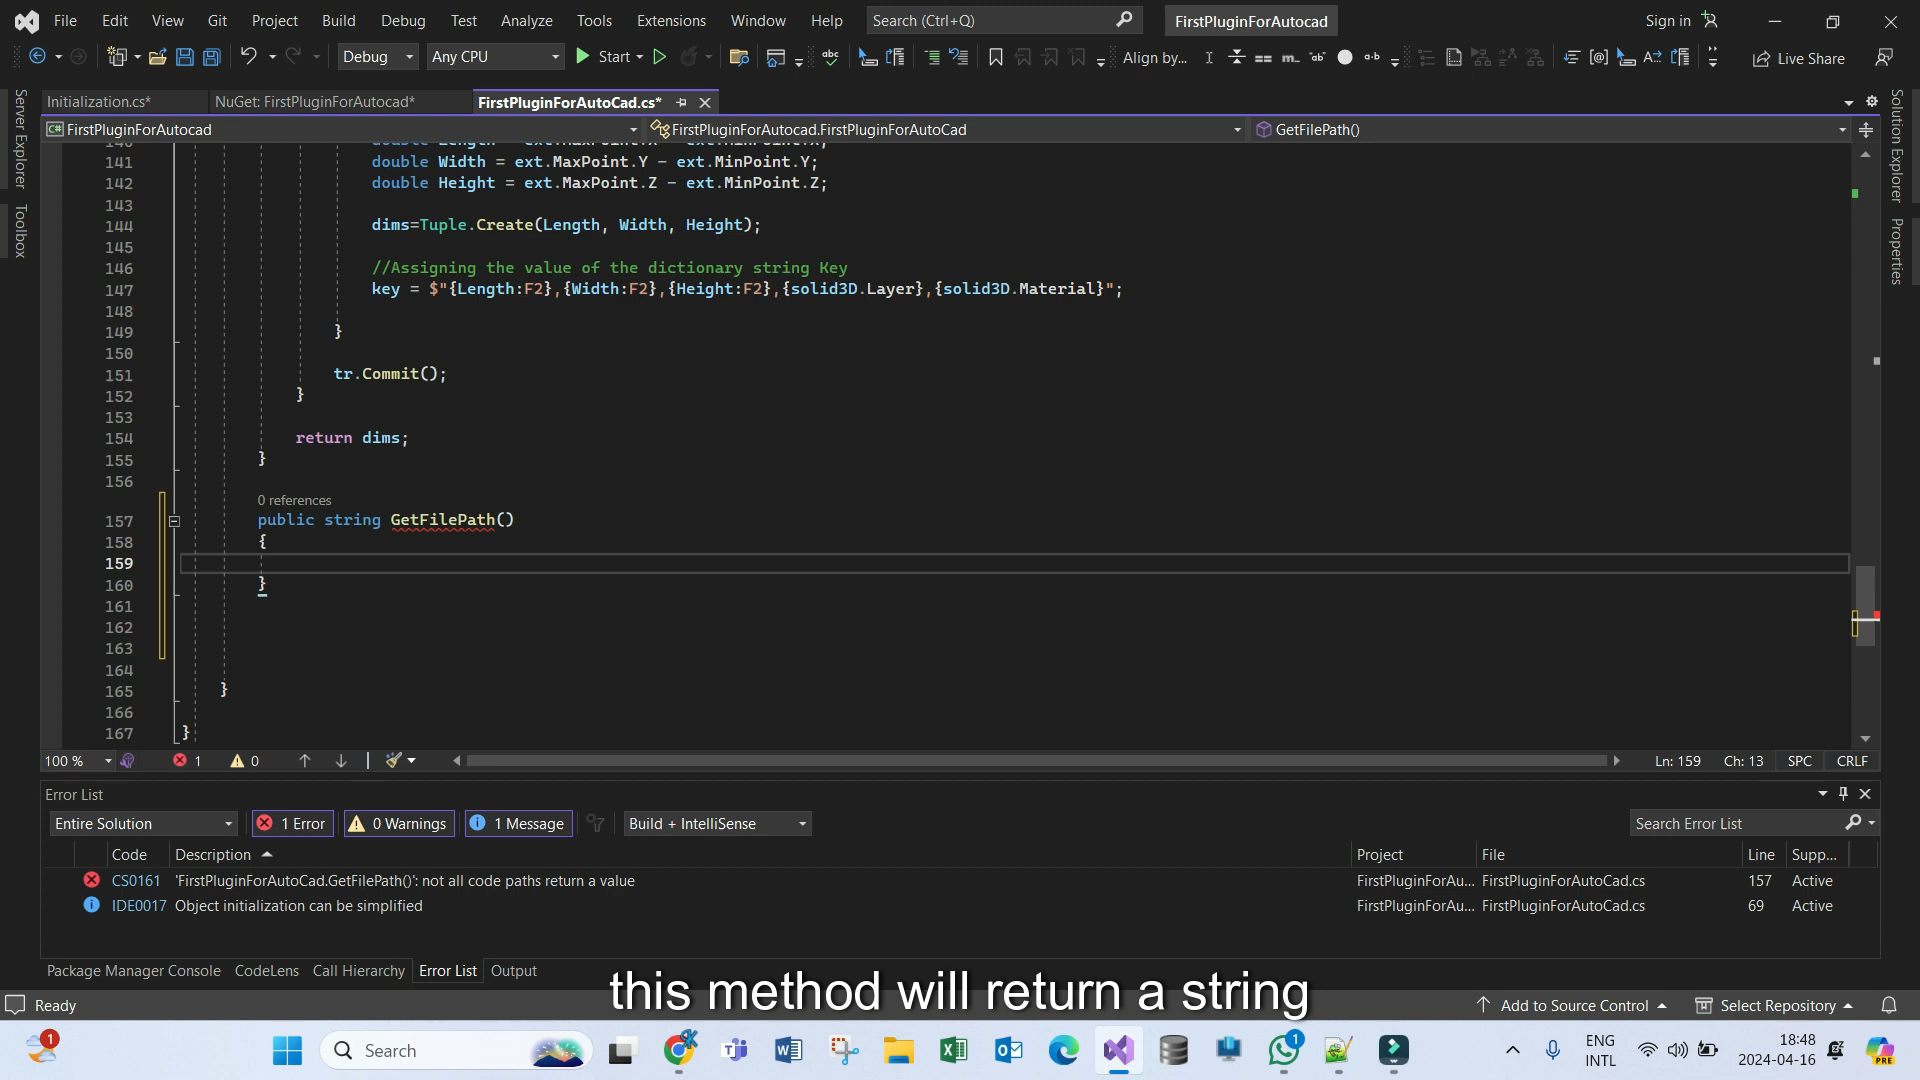 File Edit View Git Project Build Debug Test Analyze Tools Extensions Window Help Search (Ctrl+Q) FirstPluginForAutocad Sign in
Debug Any CPU Start Align by... Live Share
Server Explorer
Toolbox
Solution Explorer
Properties
Initialization.cs* NuGet: FirstPluginForAutocad* FirstPluginForAutoCad.cs*
FirstPluginForAutocad FirstPluginForAutocad.FirstPluginForAutoCad GetFilePath()
141 double Width = ext.MaxPoint.Y - ext.MinPoint.Y;
142 double Height = ext.MaxPoint.Z - ext.MinPoint.Z;
143
144 dims=Tuple.Create(Length, Width, Height);
145
146 //Assigning the value of the dictionary string Key
147 key = $"{Length:F2},{Width:F2},{Height:F2},{solid3D.Layer},{solid3D.Material}";
148
149 }
150
151 tr.Commit();
152 }
153
154 return dims;
155 }
156
0 references
157 public string GetFilePath()
158 {
159
160 }
161
162
163
164
165 }
166
167 }
100 % 1 0 Ln: 159 Ch: 13 SPC CRLF
Error List
Entire Solution 1 Error 0 Warnings 1 Message Build + IntelliSense Search Error List
Code Description Project File Line Supp...
CS0161 'FirstPluginForAutoCad.GetFilePath()': not all code paths return a value FirstPluginForAu... FirstPluginForAutoCad.cs 157 Active
IDE0017 Object initialization can be simplified FirstPluginForAu... FirstPluginForAutoCad.cs 69 Active
Package Manager Console CodeLens Call Hierarchy Error List Output
this method will return a string
Ready Add to Source Control Select Repository
1 Search 1 ENG INTL 18:48 2024-04-16 PRE